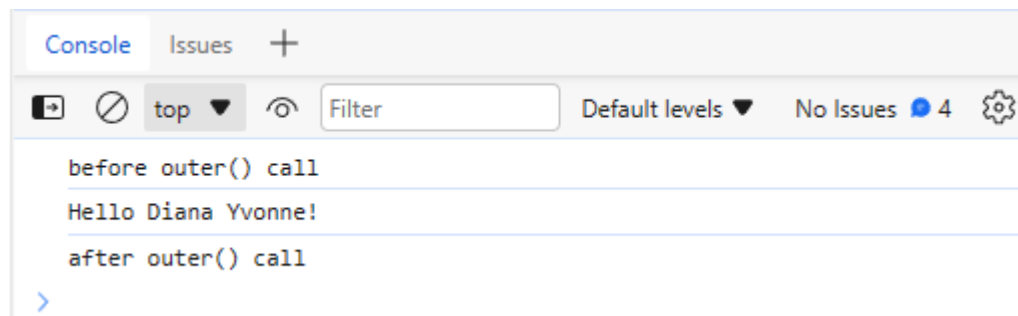 Console Issues
top Filter Default levels No Issues 4
before outer() call
Hello Diana Yvonne!
after outer() call